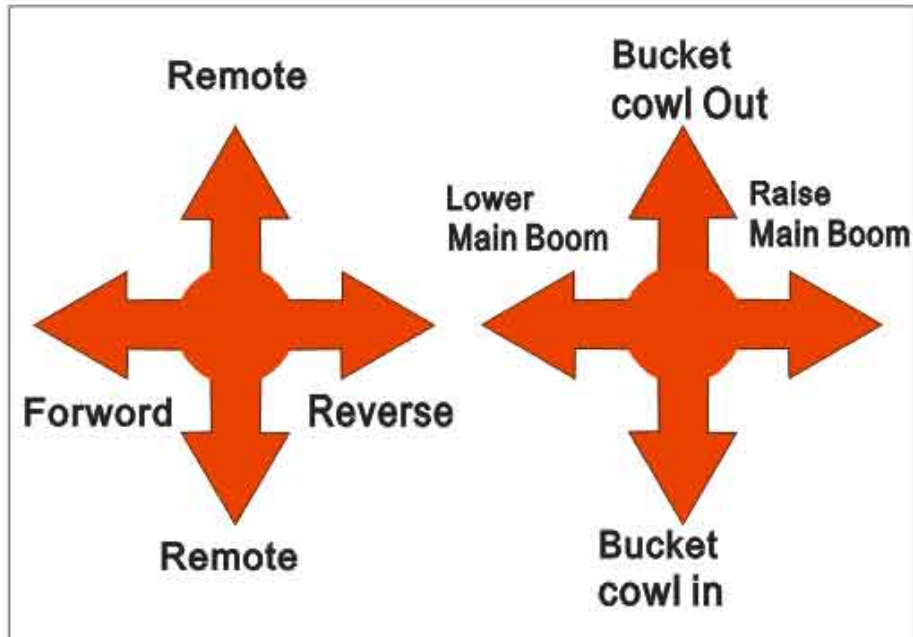 Remote
Forword
Reverse
Remote
Bucket
cowl Out
Lower
Main Boom
Raise
Main Boom
Bucket
cowl in